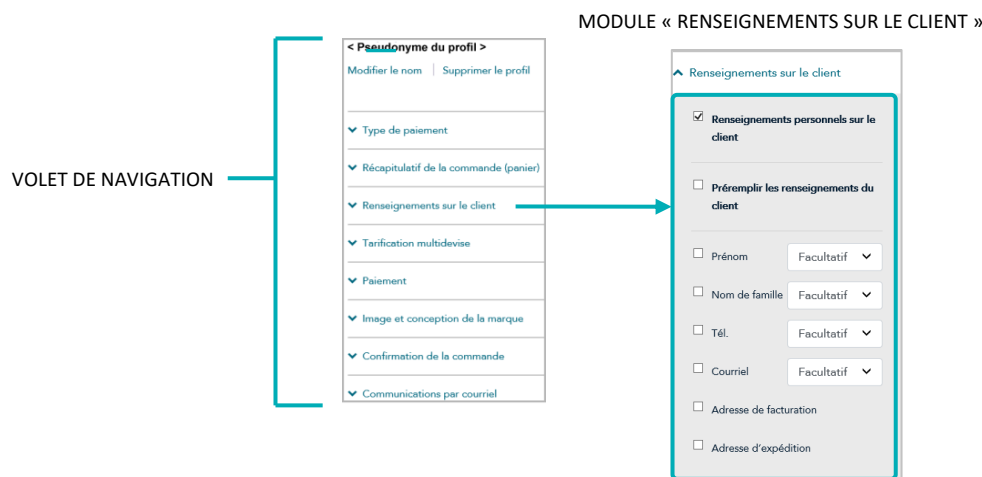 MODULE « RENSEIGNEMENTS SUR LE CLIENT »
< Pseudonyme du profil >
Modifier le nom | Supprimer le profil
Type de paiement
Récapitulatif de la commande (panier)
Renseignements sur le client
Tarification multidevise
Paiement
Image et conception de la marque
Confirmation de la commande
Communications par courriel
VOLET DE NAVIGATION
Renseignements sur le client
Renseignements personnels sur le
client
Préremplir les renseignements du
client
Prénom Facultatif
Nom de famille Facultatif
Tél. Facultatif
Courriel Facultatif
Adresse de facturation
Adresse d'expédition